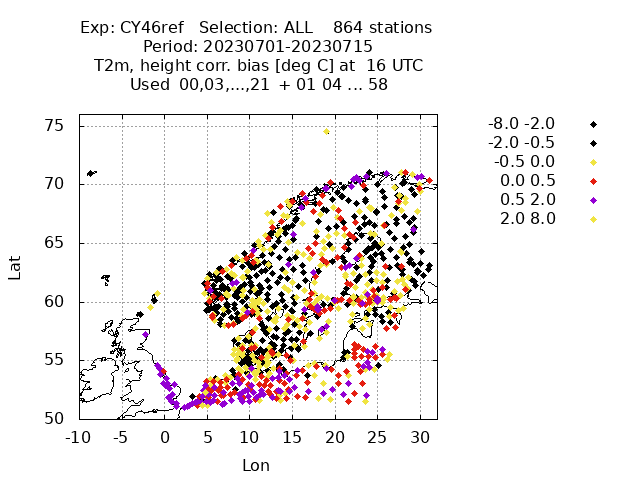 Exp: CY46ref   Selection: ALL    864 stations
Period: 20230701-20230715
T2m, height corr. bias [deg C] at  16 UTC
Used  00,03,...,21  + 01 04 ... 58
-8.0 -2.0
-2.0 -0.5
-0.5 0.0
0.0 0.5
0.5 2.0
2.0 8.0
75
70
65
60
55
50
Lat
-10 -5 0 5 10 15 20 25 30
Lon